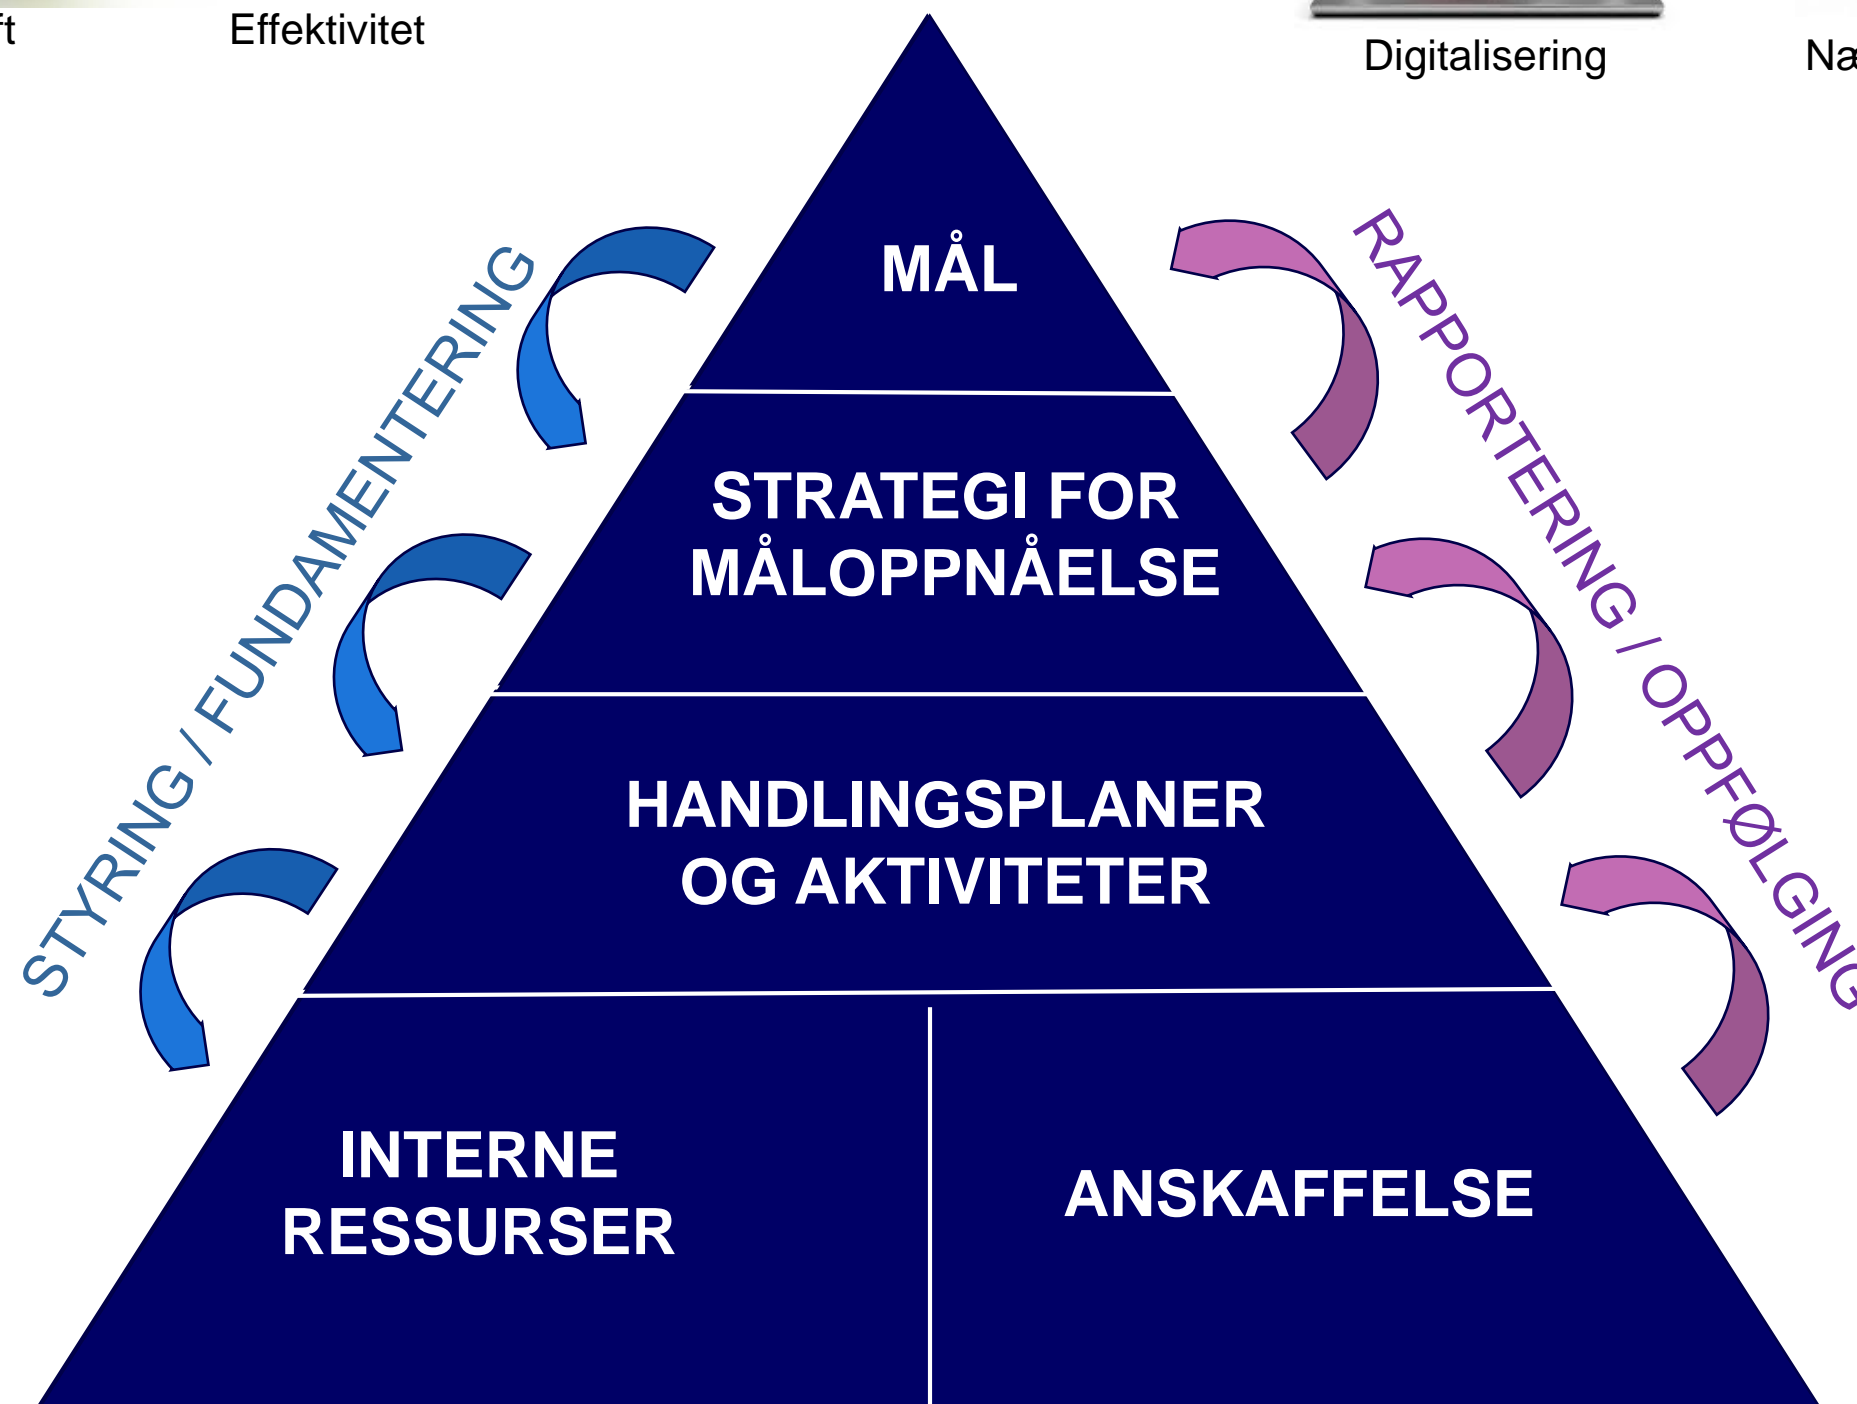 Effektivitet
Digitalisering
MÅL
STYRING / FUNDAMENTERING
RAPPORTERING / OPPFØLGING
STRATEGI FOR
MÅLOPPNÅELSE
HANDLINGSPLANER
OG AKTIVITETER
INTERNE
RESSURSER
ANSKAFFELSE